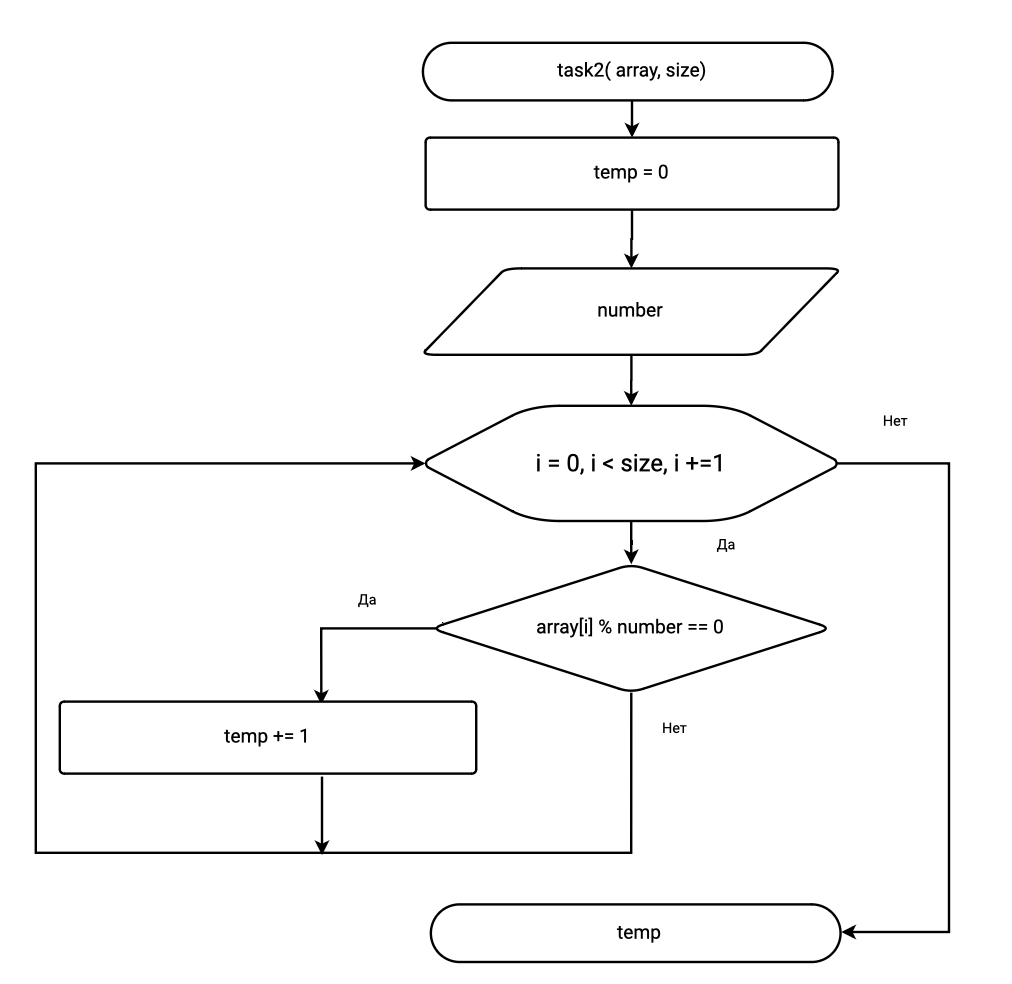 task2( array, size)
temp = 0
number
Нет
i = 0, i < size, i +=1
Да
Да
array[i] % number == 0
Нет
temp += 1
temp